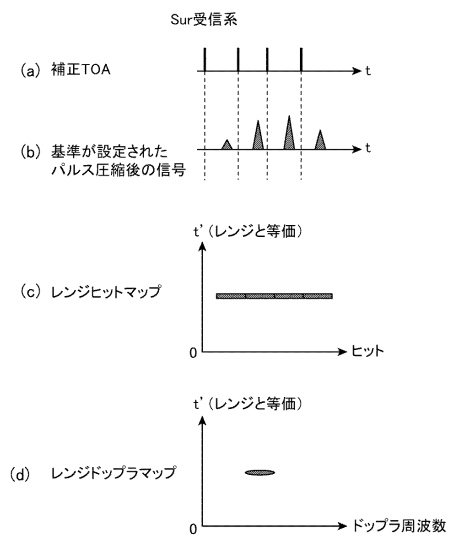 Sur受信系
(a) 補正TOA
t
(b) 基準が設定された
パルス圧縮後の信号
t
t'(レンジと等価)
(c) レンジヒットマップ
0
ヒット
t'(レンジと等価)
(d) レンジドップラマップ
0
ドップラ周波数